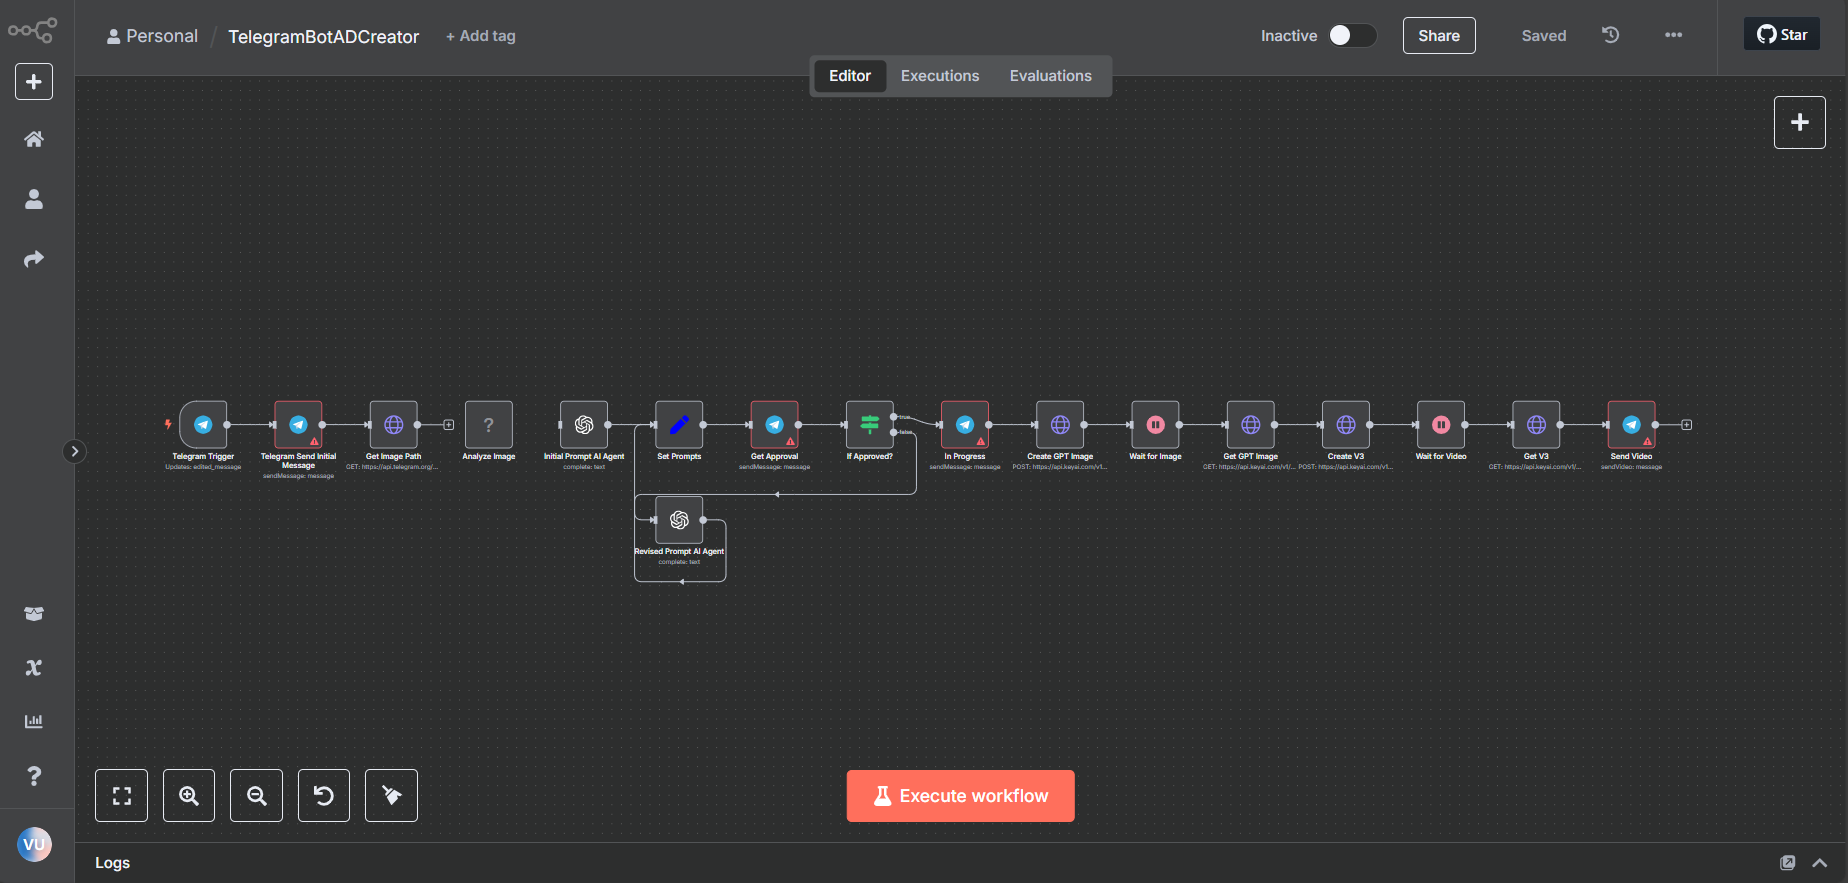 Personal / TelegramBotADCreator + Add tag
Inactive
Share
Saved
Star
Editor Executions Evaluations
Telegram Trigger
Updates: edited_message
Telegram Send Initial
Message
sendMessage: message
Get Image Path
GET: https://api.telegram.org/...
?
Analyze Image
Initial Prompt AI Agent
complete: text
Set Prompts
Get Approval
sendMessage: message
If Approved?
true
false
In Progress
sendMessage: message
Create GPT Image
POST: https://api.keyai.com/v1...
Wait for Image
Get GPT Image
GET: https://api.keyai.com/v1/...
Create V3
POST: https://api.keyai.com/v1...
Wait for Video
Get V3
GET: https://api.keyai.com/v1/...
Send Video
sendVideo: message
Revised Prompt AI Agent
complete: text
Execute workflow
VU
Logs